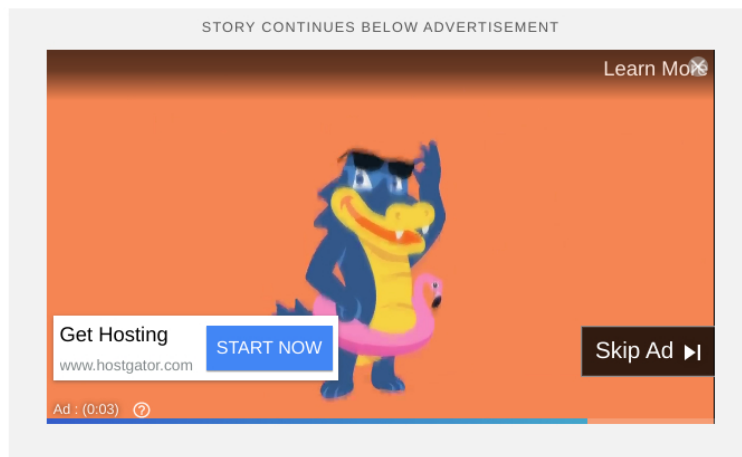 STORY CONTINUES BELOW ADVERTISEMENT
Learn More
Get Hosting
START NOW
www.hostgator.com
Skip Ad
Ad : (0:03)